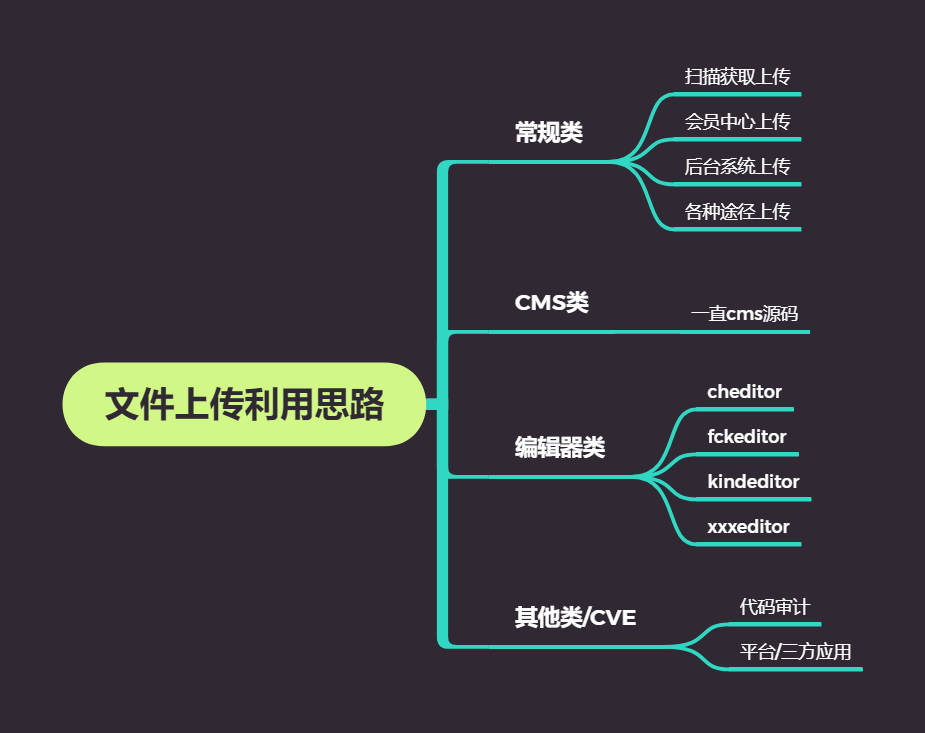 文件上传利用思路
常规类
扫描获取上传
会员中心上传
后台系统上传
各种途径上传
CMS类
一直cms源码
编辑器类
cheditor
fckeditor
kindeditor
xxxeditor
其他类/CVE
代码审计
平台/三方应用